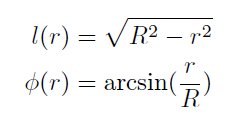 l(r) = √(R² − r²)
ϕ(r) = arcsin(r/R)